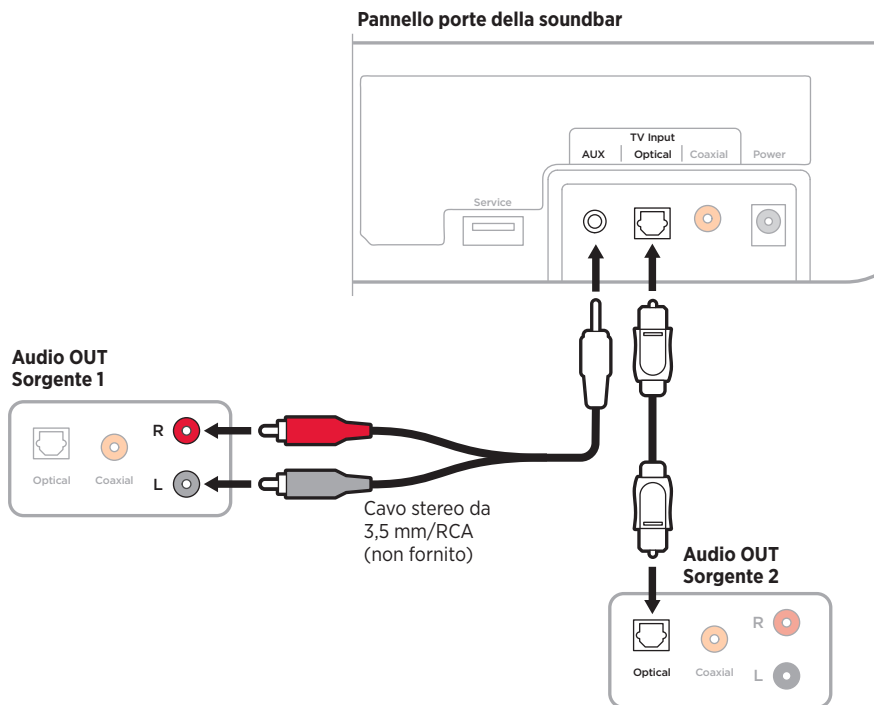 Pannello porte della soundbar
TV Input
AUX
Optical
Coaxial
Power
Service
Audio OUT
Sorgente 1
R
L
Optical
Coaxial
Cavo stereo da
3,5 mm/RCA
(non fornito)
Audio OUT
Sorgente 2
R
L
Optical
Coaxial